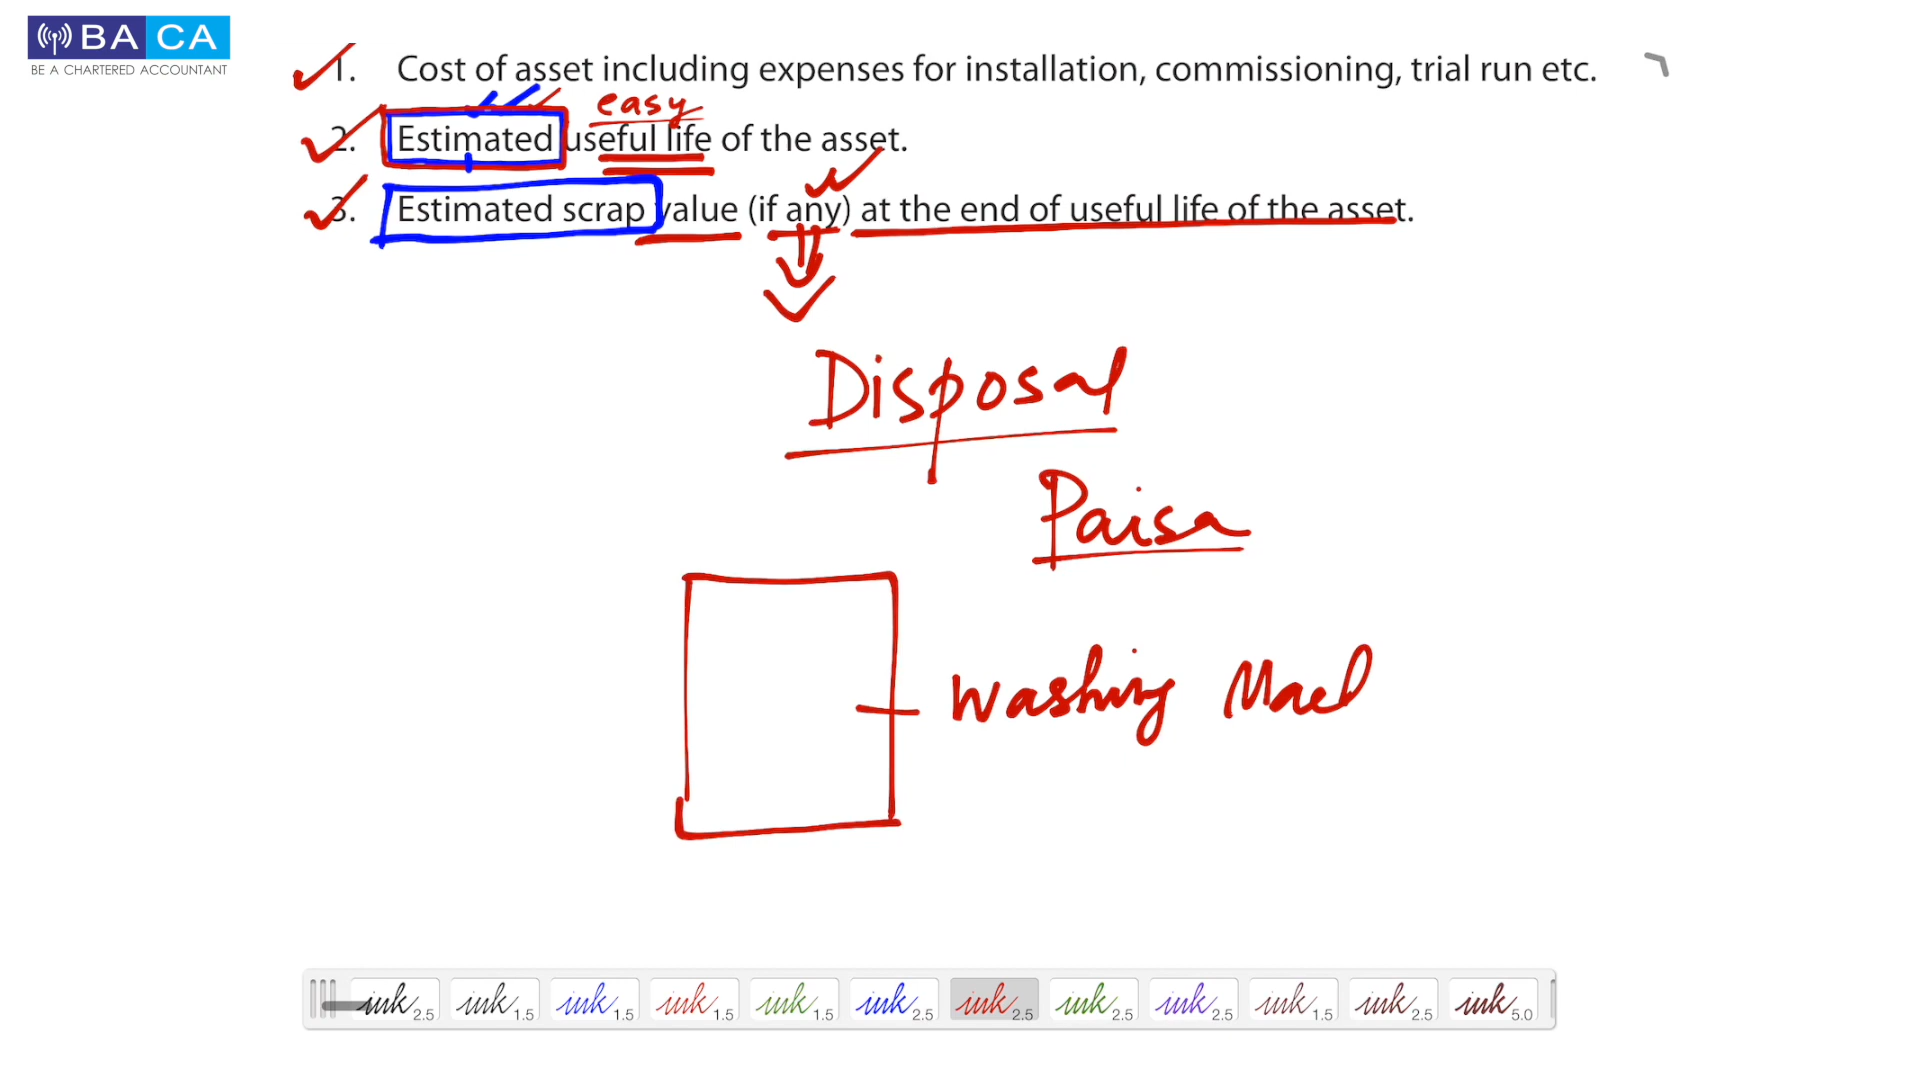 BA CA
BE A CHARTERED ACCOUNTANT
1. Cost of asset including expenses for installation, commissioning, trial run etc.
easy
2. Estimated useful life of the asset.
3. Estimated scrap value (if any) at the end of useful life of the asset.
Disposal
Paisa
Washing Mach
ink 2.5 ink 1.5 ink 1.5 ink 1.5 ink 1.5 ink 2.5 ink 2.5 ink 2.5 ink 2.5 ink 1.5 ink 2.5 ink 5.0